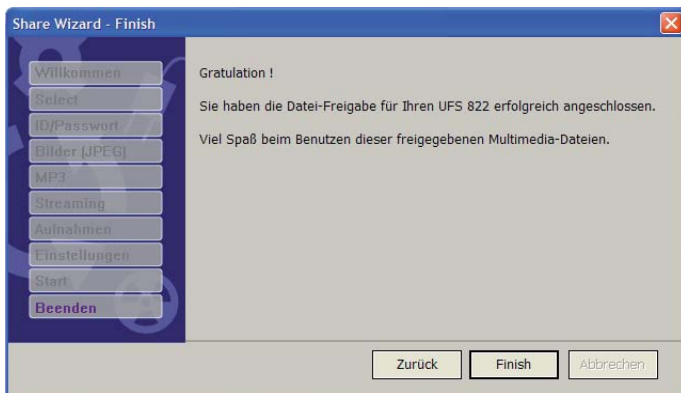 Share Wizard - Finish
Willkommen
Select
ID/Passwort
Bilder (JPEG)
MP3
Streaming
Aufnahmen
Einstellungen
Start
Beenden
Gratulation !
Sie haben die Datei-Freigabe für Ihren UFS 822 erfolgreich angeschlossen.
Viel Spaß beim Benutzen dieser freigegebenen Multimedia-Dateien.
Zurück
Finish
Abbrechen